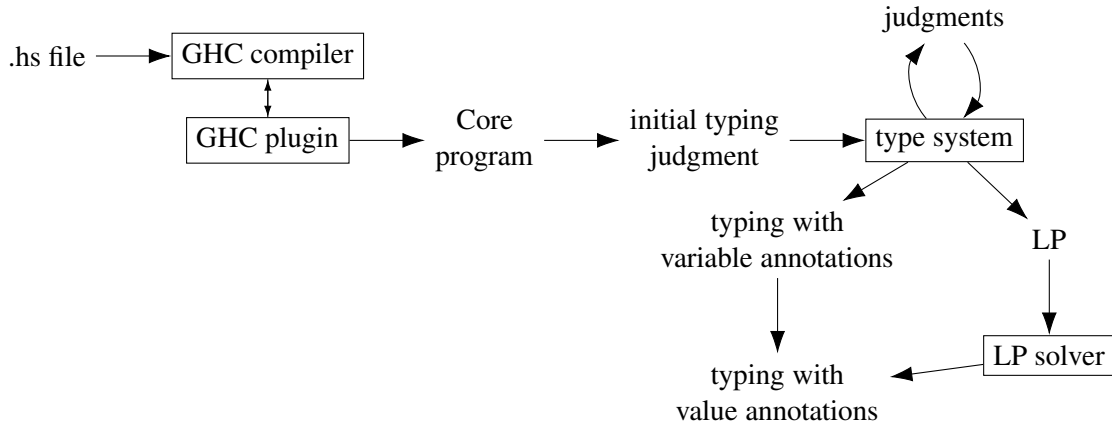 judgments
.hs file
GHC compiler
GHC plugin
Core
program
initial typing
judgment
type system
typing with
variable annotations
LP
LP solver
typing with
value annotations